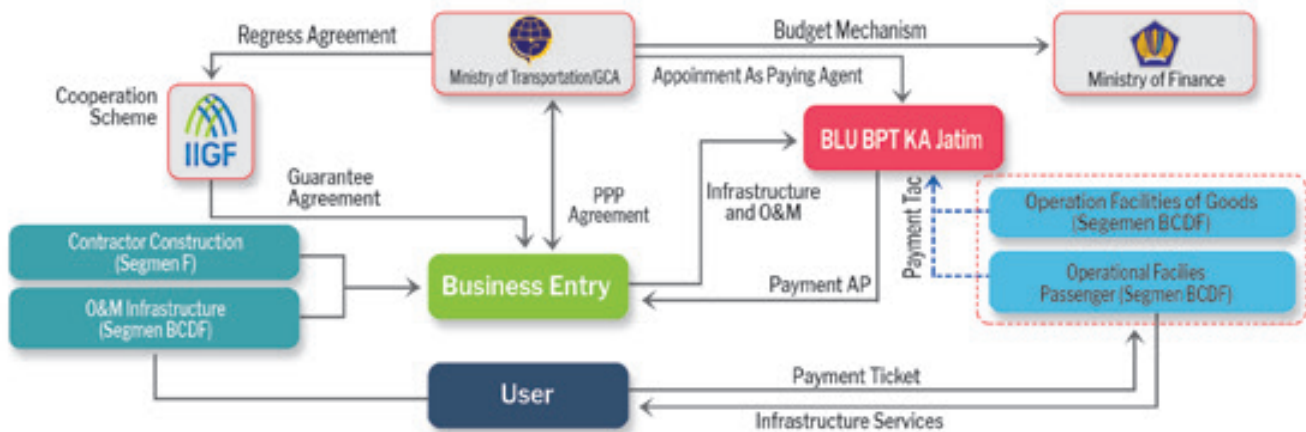 Regress Agreement
Ministry of Transportation/GCA
Budget Mechanism
Appoinment As Paying Agent
Ministry of Finance
Cooperation
Scheme
IIGF
BLU BPT KA Jatim
Guarantee
Agreement
PPP
Agreement
Infrastructure
and O&M
Payment Tac
Operation Facilities of Goods
(Segemen BCDF)
Contractor Construction
(Segmen F)
Business Entry
Payment AP
Operational Facilies
Passenger (Segmen BCDF)
O&M Infrastructure
(Segmen BCDF)
User
Payment Ticket
Infrastructure Services